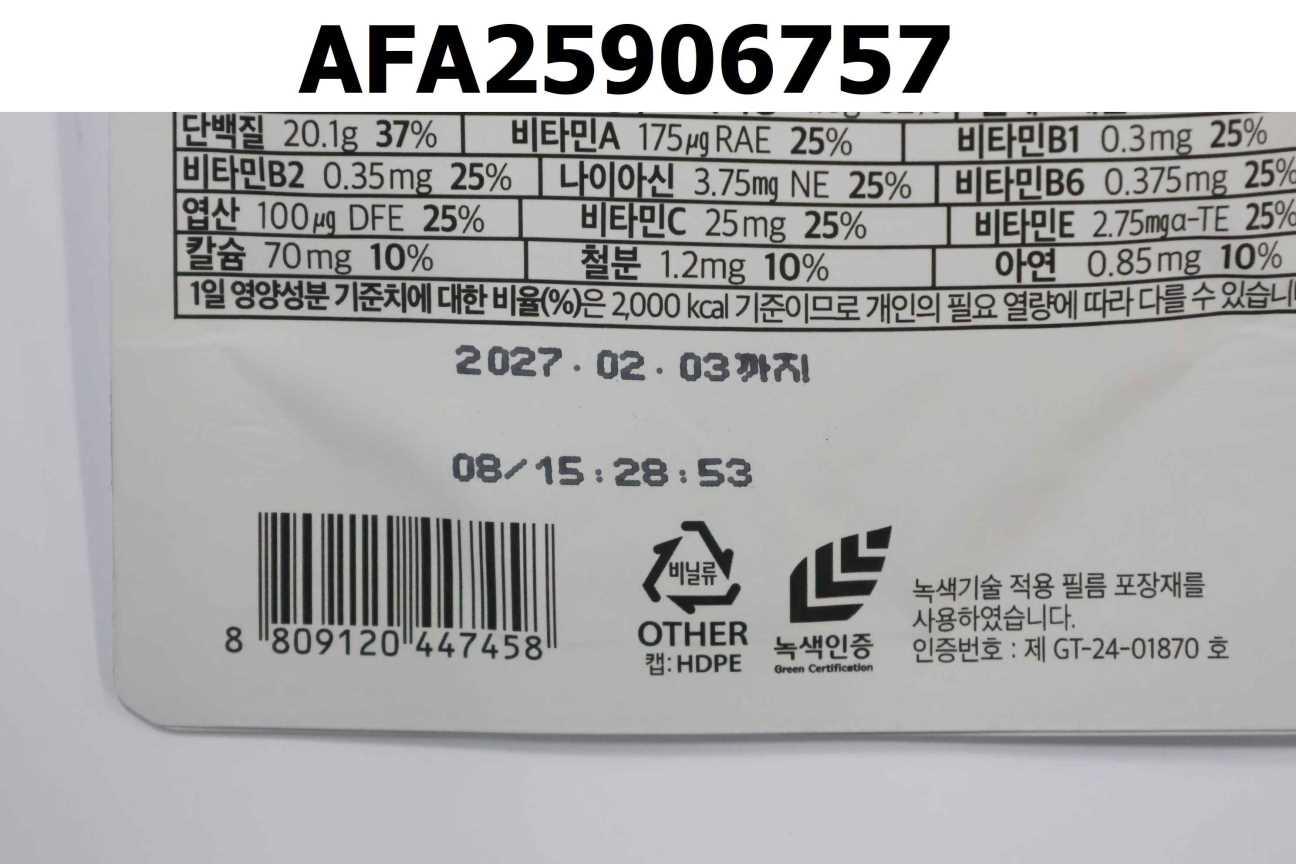 AFA25906757
단백질 20.1g 37% 비타민A 175μg RAE 25% 비타민B1 0.3mg 25%
비타민B2 0.35mg 25% 나이아신 3.75mg NE 25% 비타민B6 0.375mg 25%
엽산 100μg DFE 25% 비타민C 25mg 25% 비타민E 2.75mgα-TE 25%
칼슘 70mg 10% 철분 1.2mg 10% 아연 0.85mg 10%
1일 영양성분 기준치에 대한 비율(%)은 2,000 kcal 기준이므로 개인의 필요 열량에 따라 다를 수 있습니
2027.02.03까지
08/15:28:53
8 809120 447458
비닐류
OTHER
캡:HDPE
녹색인증
Green Certification
녹색기술 적용 필름 포장재를
사용하였습니다.
인증번호 : 제 GT-24-01870 호